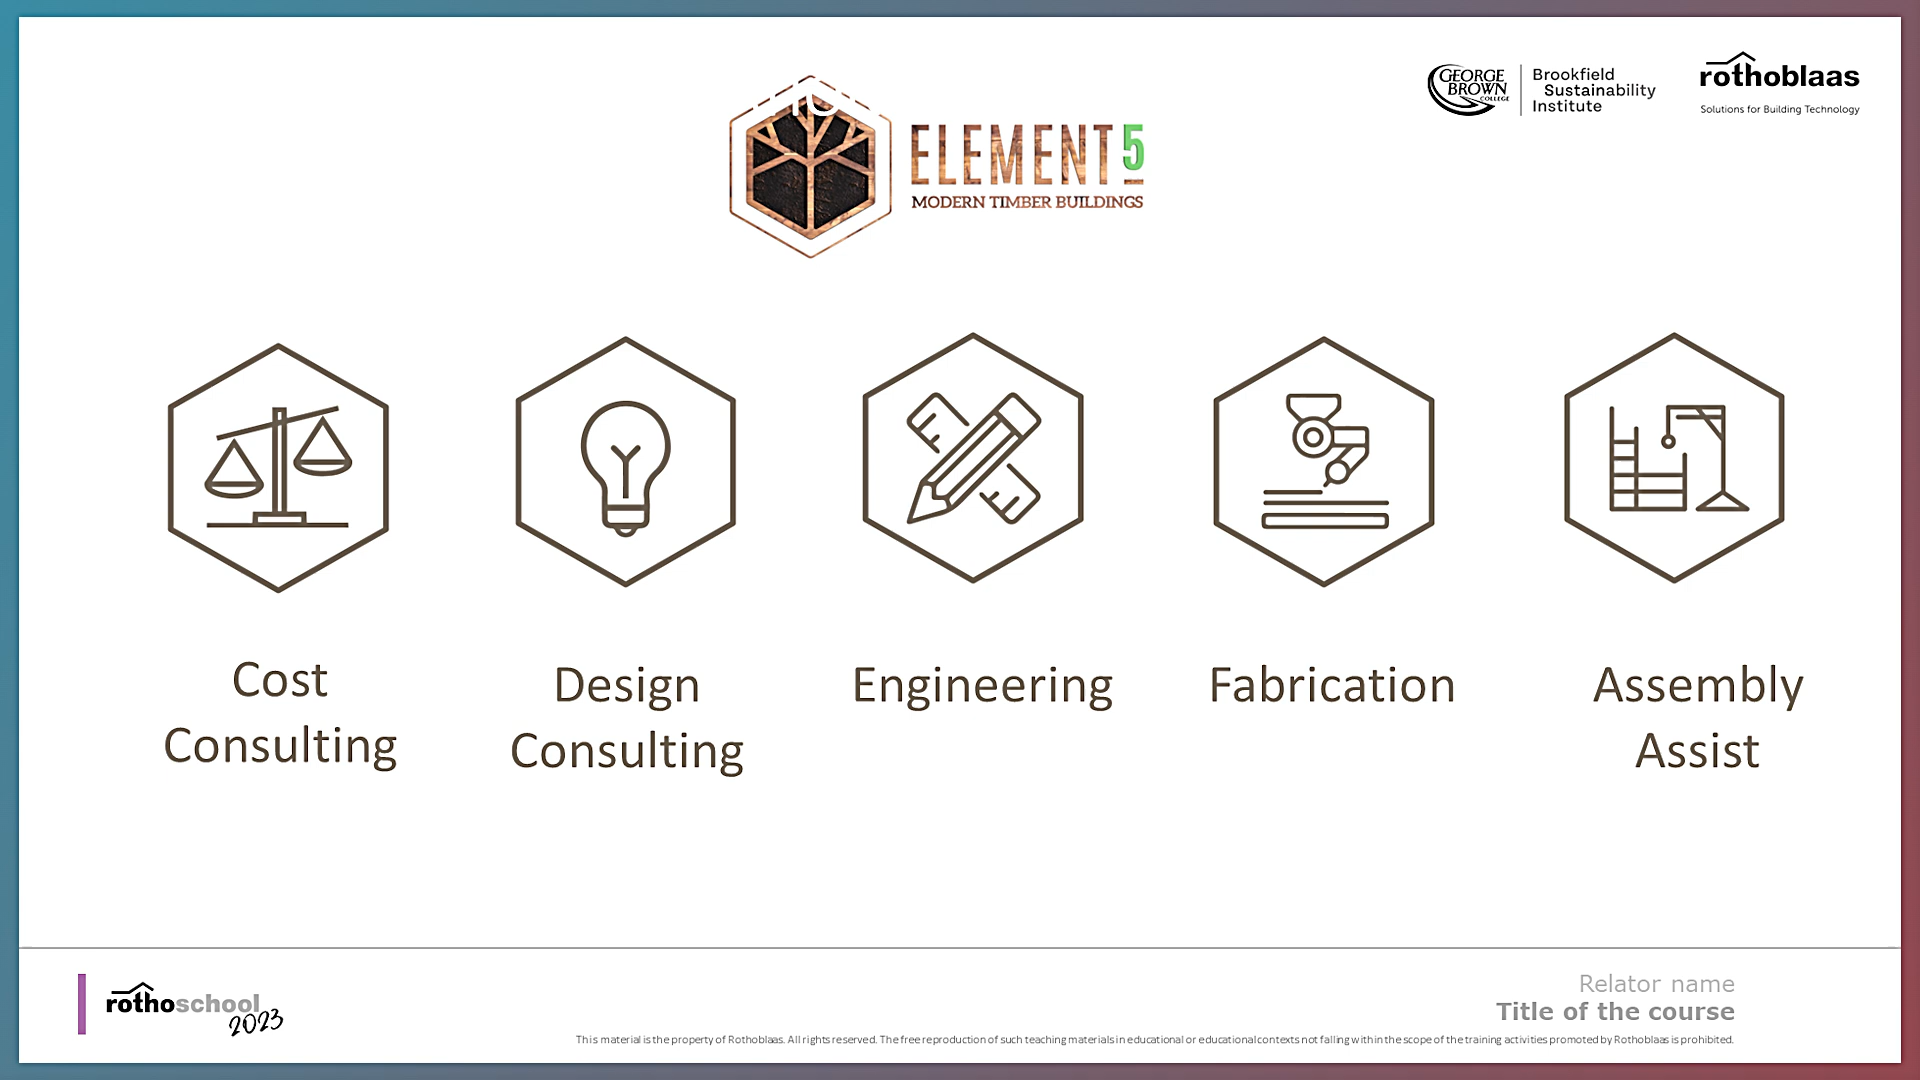 ELEMENT5
MODERN TIMBER BUILDINGS
GEORGE
BROWN
COLLEGE
Brookfield
Sustainability
Institute
rothoblaas
Solutions for Building Technology
Cost
Consulting
Design
Consulting
Engineering
Fabrication
Assembly
Assist
rothoschool
2023
Relator name
Title of the course
This material is the property of Rothoblaas. All rights reserved. The free reproduction of such teaching materials in educational or educational contexts not falling within the scope of the training activities promoted by Rothoblaas is prohibited.